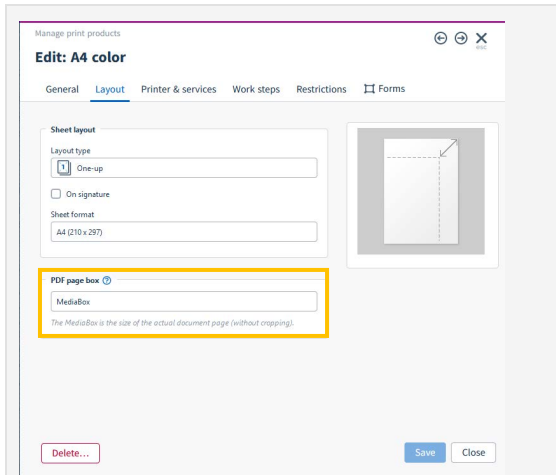 Manage print products
esc
Edit: A4 color
General Layout Printer & services Work steps Restrictions Forms
Sheet layout
Layout type
1 One-up
On signature
Sheet format
A4 (210 x 297)
PDF page box ?
MediaBox
The MediaBox is the size of the actual document page (without cropping).
Delete... Save Close